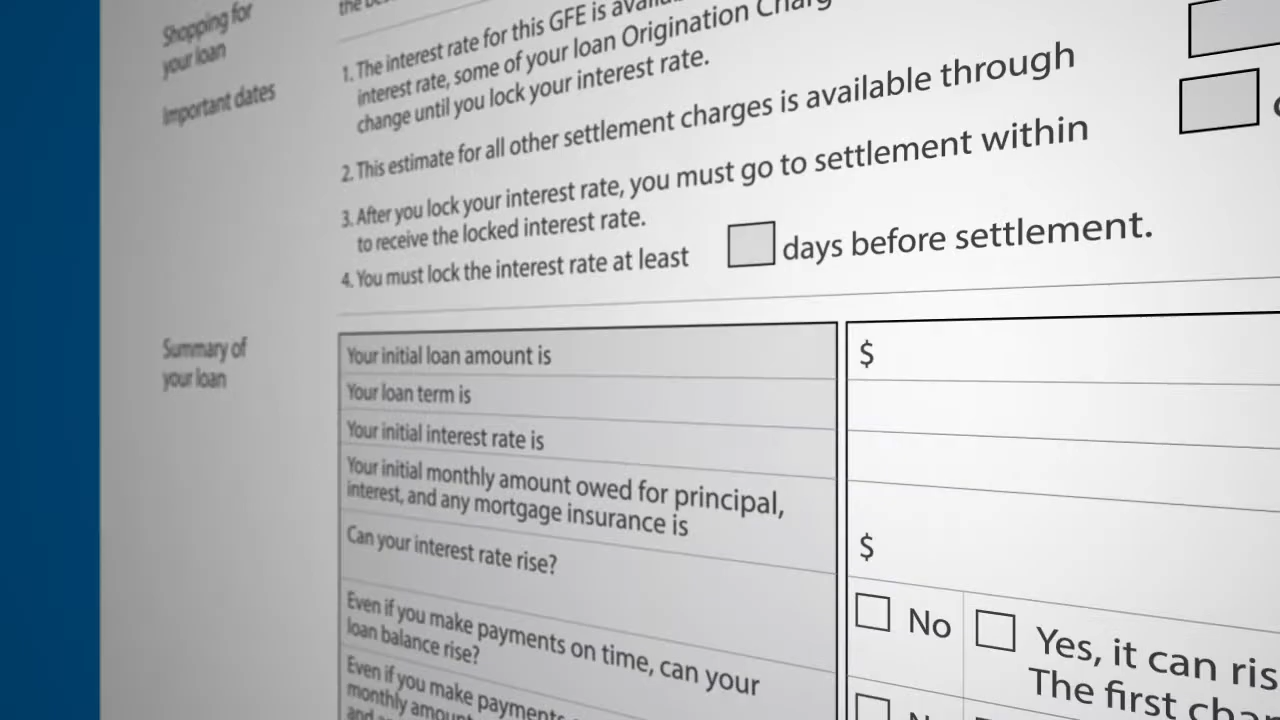 Shopping for
your loan
Important dates
the
1. The interest rate for this GFE is
interest rate, some of your loan Origination
change until you lock your interest rate.
2. This estimate for all other settlement charges is available through
3. After you lock your interest rate, you must go to settlement within
to receive the locked interest rate.
4. You must lock the interest rate at least days before settlement.
Summary of
your loan
Your initial loan amount is
$
Your loan term is
Your initial interest rate is
Your initial monthly amount owed for principal,
interest, and any mortgage insurance is
$
Can your interest rate rise?
No
Yes, it can
The first
Even if you make payments on time, can your
loan balance rise?
Even if you make
monthly